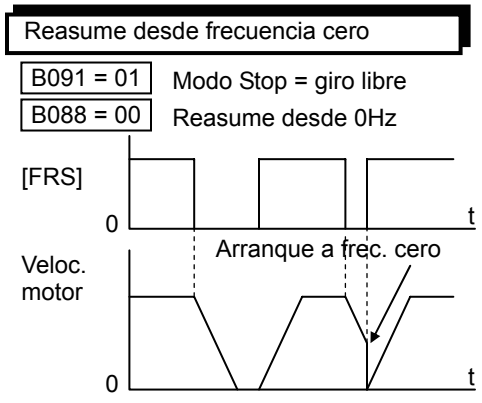 Reasume desde frecuencia cero
B091 = 01 Modo Stop = giro libre
B088 = 00 Reasume desde 0Hz
[FRS]
0
t
Arranque a frec. cero
Veloc.
motor
0
t